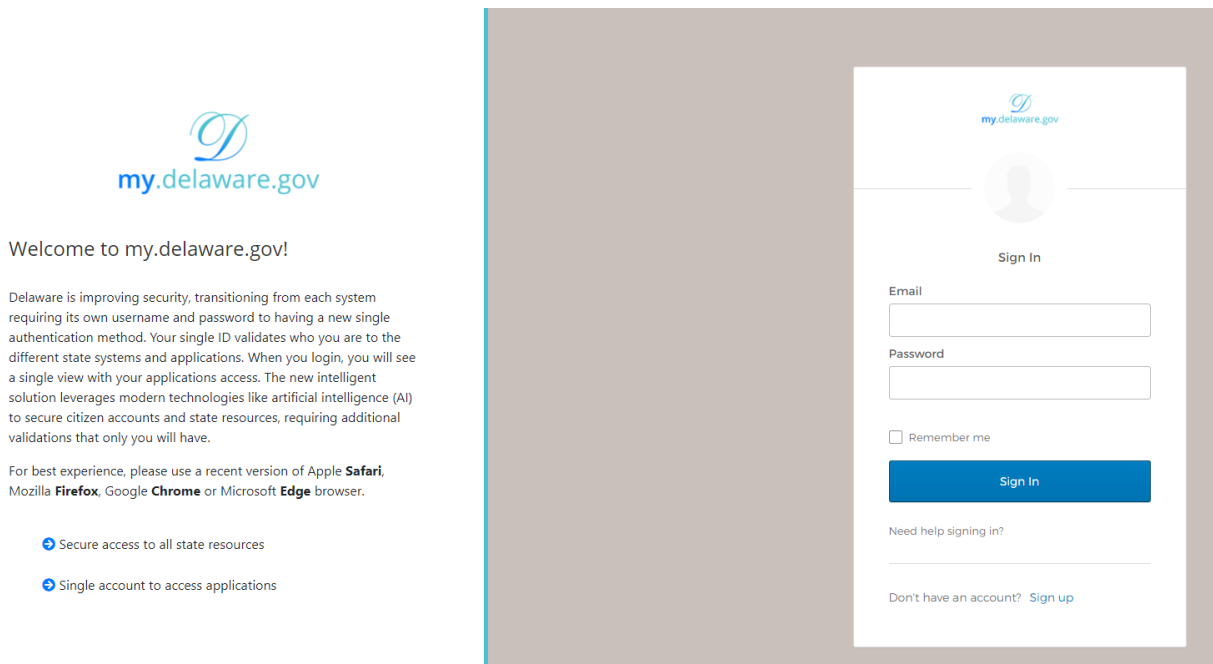 D
my.delaware.gov
Welcome to my.delaware.gov!
Delaware is improving security, transitioning from each system
requiring its own username and password to having a new single
authentication method. Your single ID validates who you are to the
different state systems and applications. When you login, you will see
a single view with your applications access. The new intelligent
solution leverages modern technologies like artificial intelligence (AI)
to secure citizen accounts and state resources, requiring additional
validations that only you will have.
For best experience, please use a recent version of Apple Safari,
Mozilla Firefox, Google Chrome or Microsoft Edge browser.
Secure access to all state resources
Single account to access applications
D
my.delaware.gov
Sign In
Email
Password
Remember me
Sign In
Need help signing in?
Don't have an account? Sign up